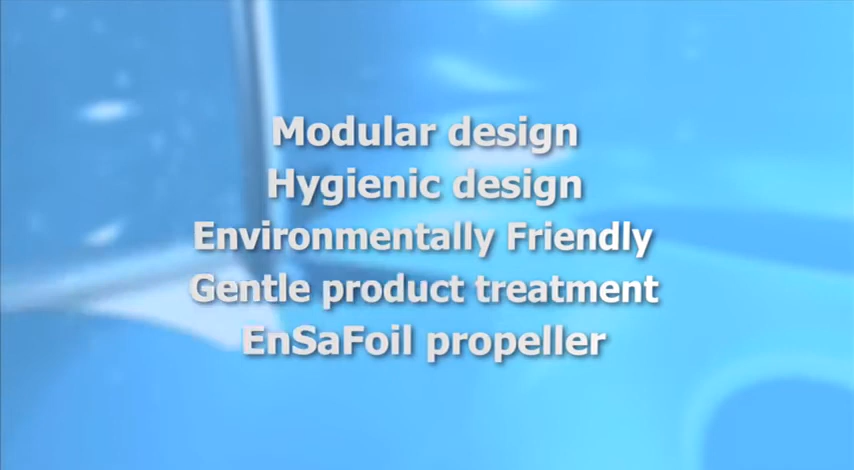 Modular design
Hygienic design
Environmentally Friendly
Gentle product treatment
EnSaFoil propeller